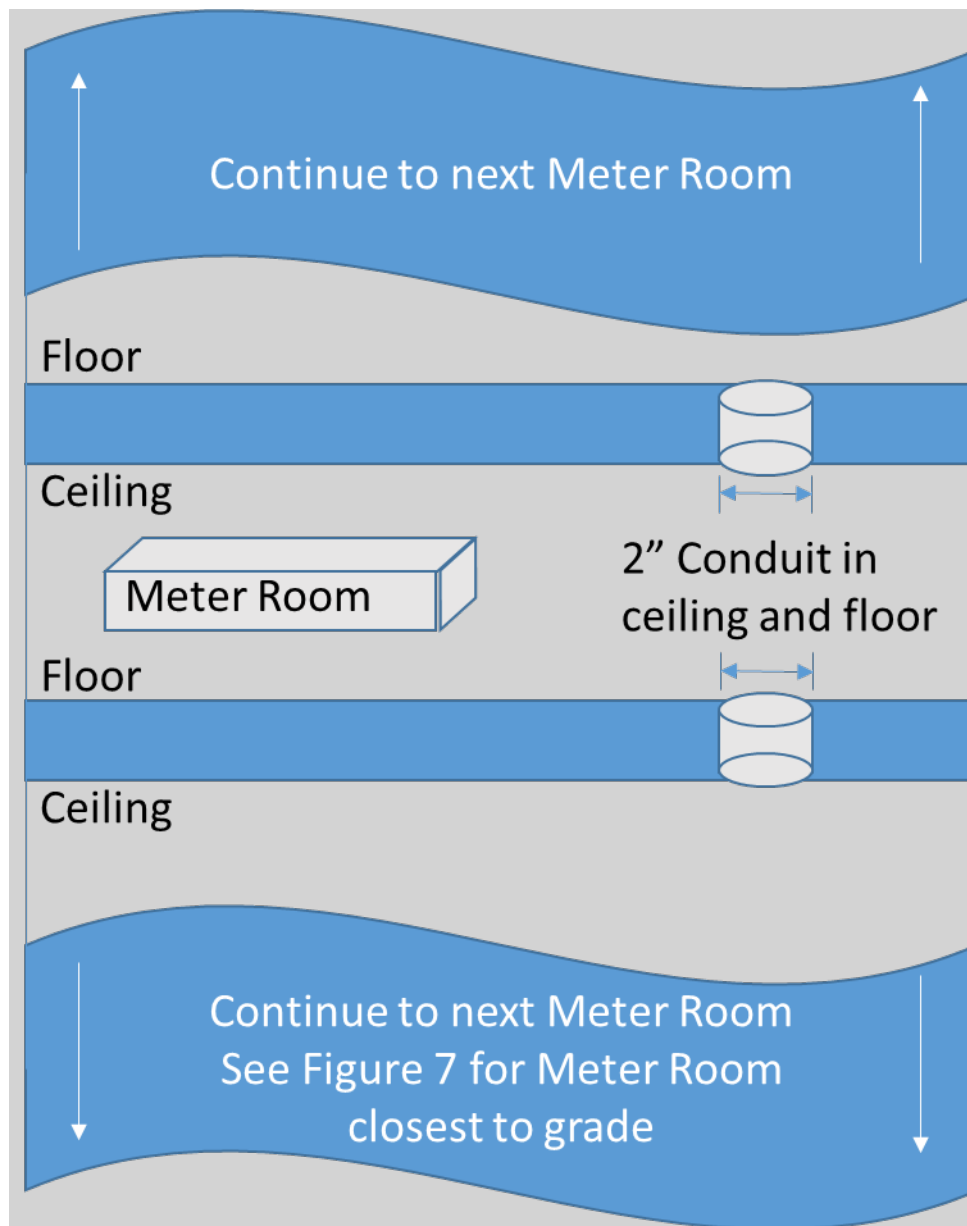 Continue to next Meter Room
Floor
Ceiling
Meter Room
2” Conduit in
ceiling and floor
Floor
Ceiling
Continue to next Meter Room
See Figure 7 for Meter Room
closest to grade